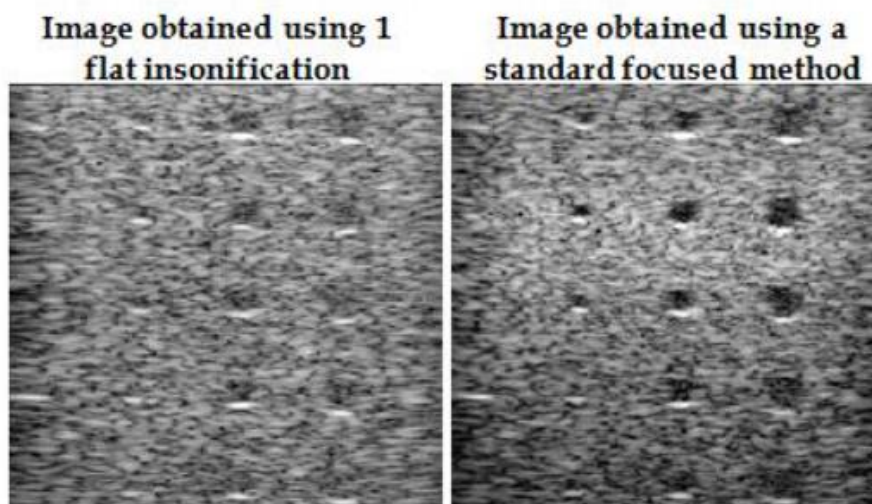 Image obtained using 1
flat insonification
Image obtained using a
standard focused method